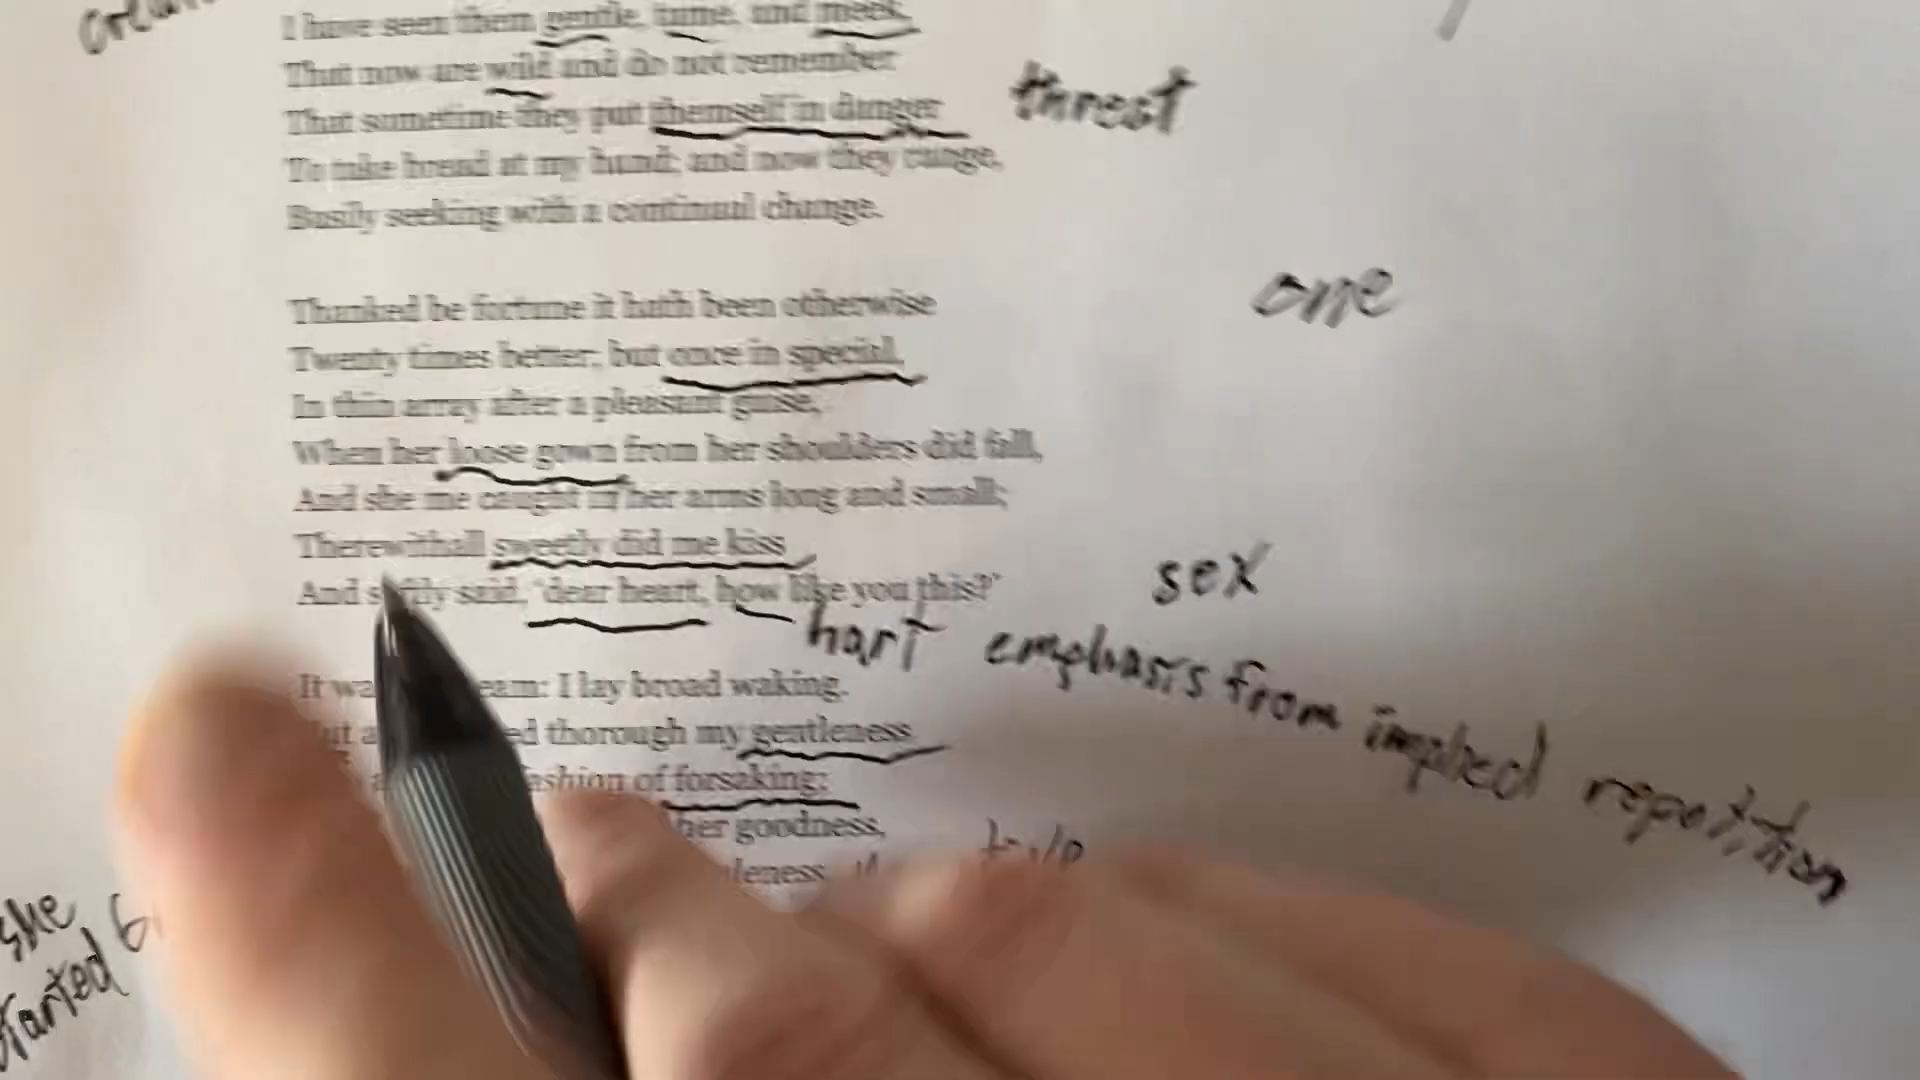 I have seen them gentle, tame, and meek,
That now are wild and do not remember
That sometime they put themself in danger
threat
To take bread at my hand; and now they range,
Busily seeking with a continual change.
Thanked be fortune it hath been otherwise
one
Twenty times better; but once in special,
In thin array after a pleasant guise,
When her loose gown from her shoulders did fall,
And she me caught in her arms long and small;
Therewithall sweetly did me kiss
sex
And softly said, 'dear heart, how like you this?'
hart emphasis from implied repetition
It was eam: I lay broad waking.
ed thorough my gentleness
ashion of forsaking;
her goodness,
she